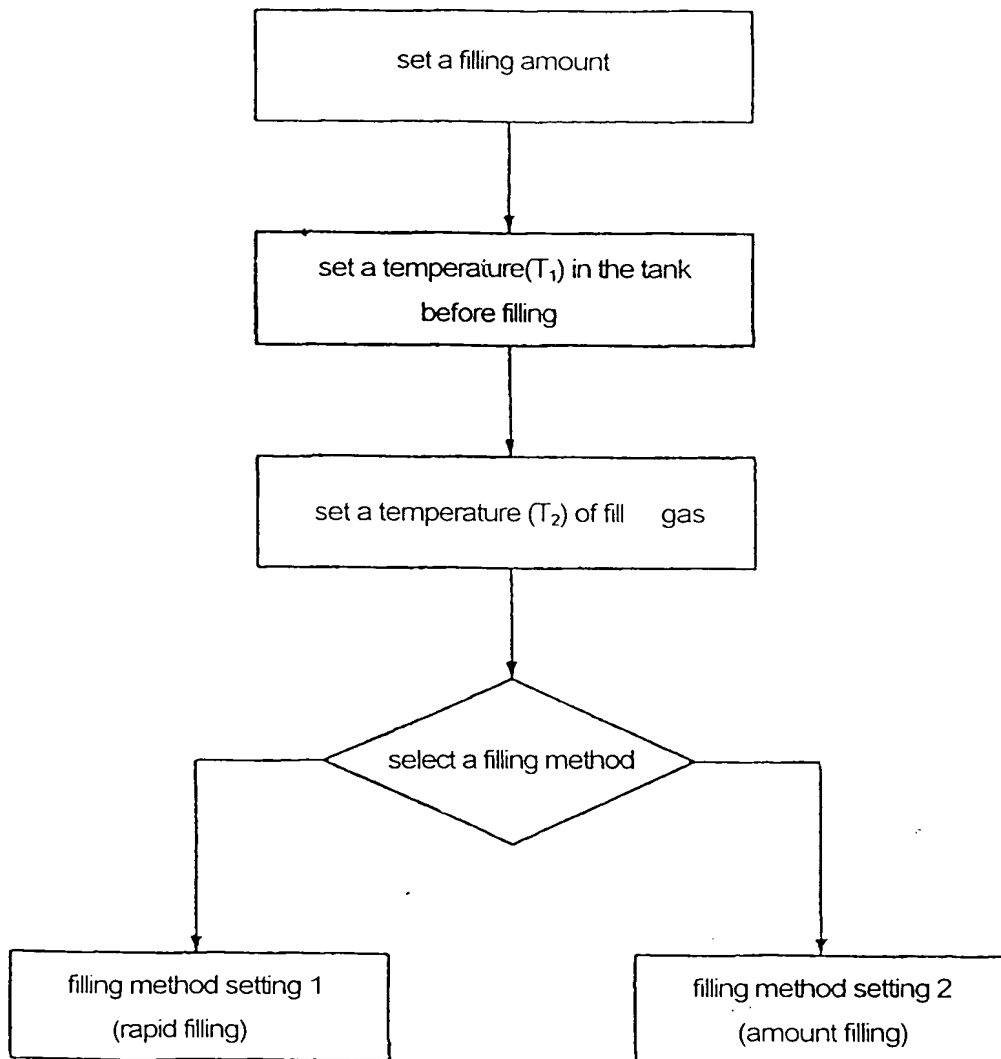 set a filling amount
set a temperature(T₁) in the tank
before filling
set a temperature (T₂) of fill gas
select a filling method
filling method setting 1
(rapid filling)
filling method setting 2
(amount filling)